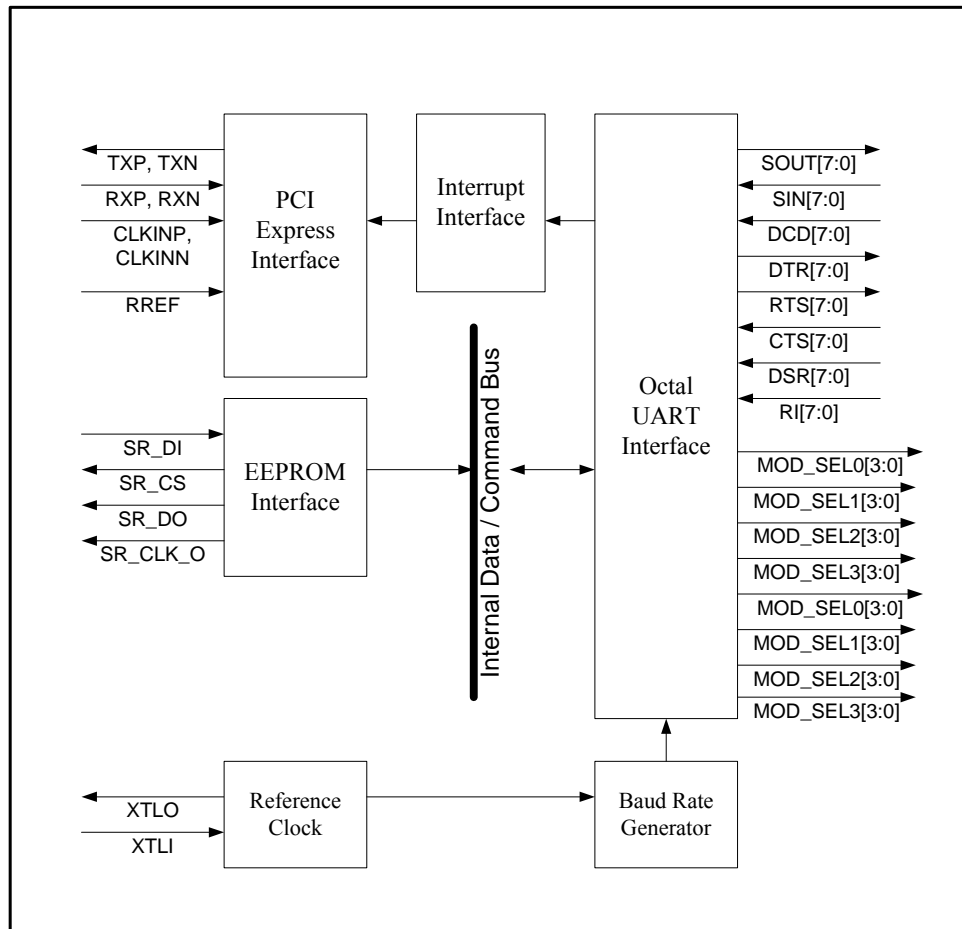 TXP, TXN
RXP, RXN
CLKINP,
CLKINN
RREF
PCI
Express
Interface
Interrupt
Interface
Octal
UART
Interface
SOUT[7:0]
SIN[7:0]
DCD[7:0]
DTR[7:0]
RTS[7:0]
CTS[7:0]
DSR[7:0]
RI[7:0]
MOD_SEL0[3:0]
MOD_SEL1[3:0]
MOD_SEL2[3:0]
MOD_SEL3[3:0]
MOD_SEL0[3:0]
MOD_SEL1[3:0]
MOD_SEL2[3:0]
MOD_SEL3[3:0]
SR_DI
SR_CS
SR_DO
SR_CLK_O
EEPROM
Interface
Internal Data / Command Bus
XTLO
XTLI
Reference
Clock
Baud Rate
Generator